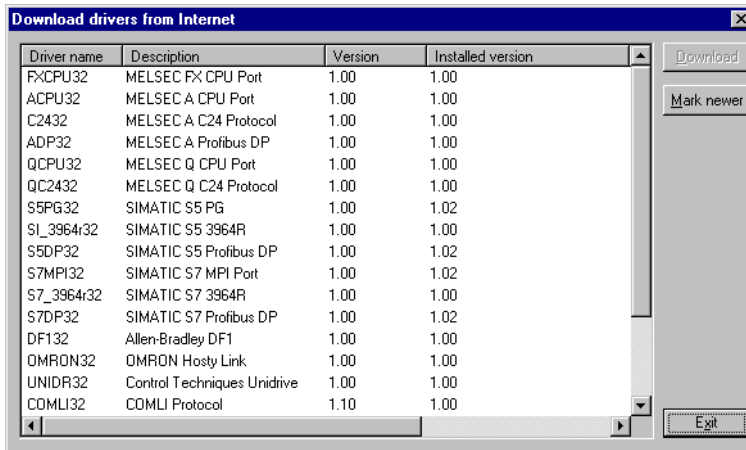 Download drivers from Internet
Driver name Description Version Installed version
FXCPU32 MELSEC FX CPU Port 1.00 1.00
ACPU32 MELSEC A CPU Port 1.00 1.00
C2432 MELSEC A C24 Protocol 1.00 1.00
ADP32 MELSEC A Profibus DP 1.00 1.00
QCPU32 MELSEC Q CPU Port 1.00 1.00
QC2432 MELSEC Q C24 Protocol 1.00 1.00
S5PG32 SIMATIC S5 PG 1.00 1.02
SI_3964r32 SIMATIC S5 3964R 1.00 1.00
S5DP32 SIMATIC S5 Profibus DP 1.00 1.02
S7MPI32 SIMATIC S7 MPI Port 1.00 1.02
S7_3964r32 SIMATIC S7 3964R 1.00 1.00
S7DP32 SIMATIC S7 Profibus DP 1.00 1.02
DF132 Allen-Bradley DF1 1.00 1.00
OMRON32 OMRON Hosty Link 1.00 1.00
UNIDR32 Control Techniques Unidrive 1.00 1.00
COMLI32 COMLI Protocol 1.10 1.00
Download
Mark newer
Exit